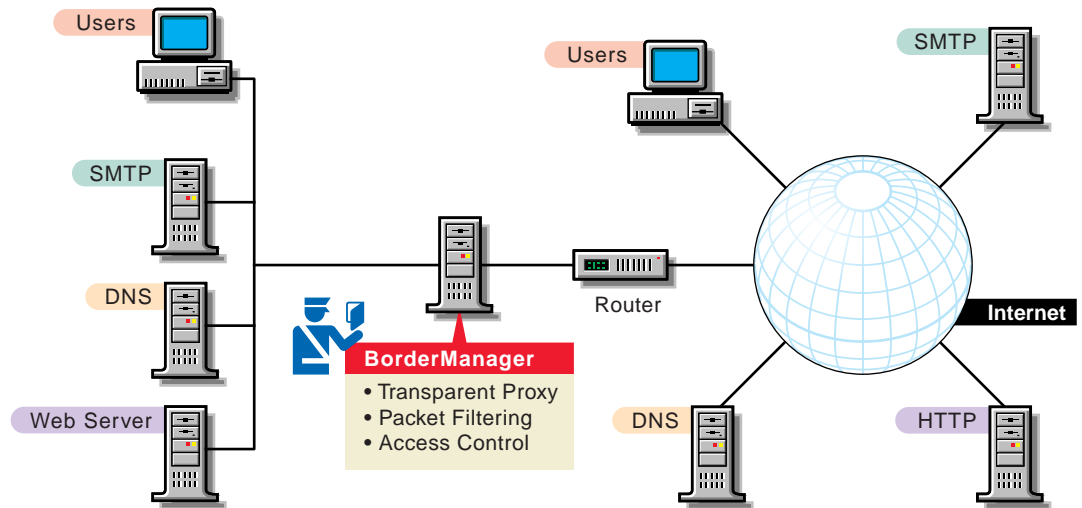 Users
SMTP
DNS
Web Server
BorderManager
• Transparent Proxy
• Packet Filtering
• Access Control
Router
Users
SMTP
Internet
DNS
HTTP